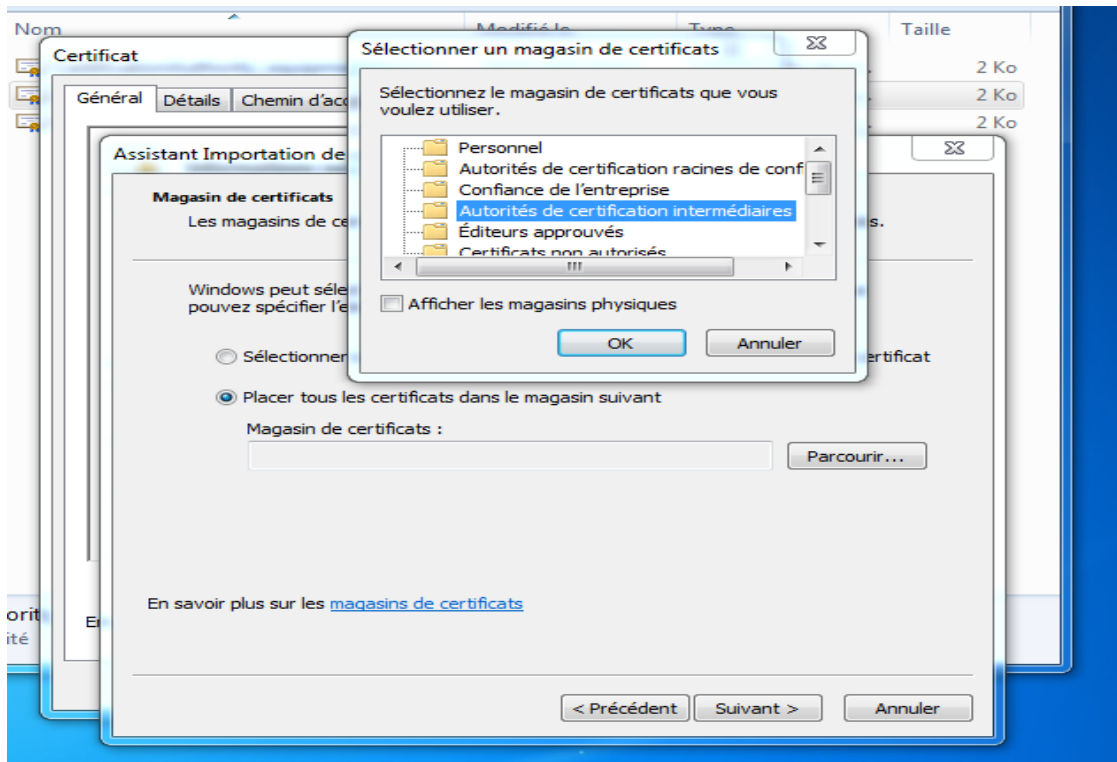 Nom Modifié le Type Taille
2 Ko
2 Ko
2 Ko
Certificat
Général Détails Chemin d'acc
Assistant Importation de
Magasin de certificats
Les magasins de ce s.
Windows peut séle
pouvez spécifier l'e
Sélectionner ertificat
Placer tous les certificats dans le magasin suivant
Magasin de certificats :
Parcourir...
En savoir plus sur les magasins de certificats
< Précédent Suivant > Annuler
Sélectionner un magasin de certificats
Sélectionnez le magasin de certificats que vous
voulez utiliser.
Personnel
Autorités de certification racines de conf
Confiance de l'entreprise
Autorités de certification intermédiaires
Éditeurs approuvés
Certificats non autorisés
Afficher les magasins physiques
OK Annuler
orit
ité
E